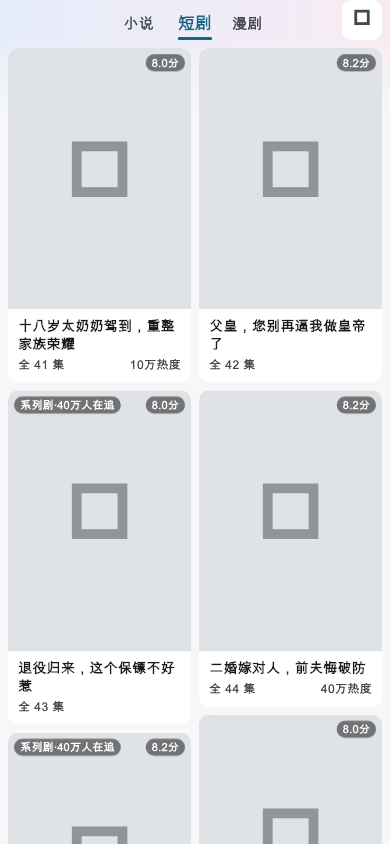 小说 短剧 漫剧
8.0分
十八岁太奶奶驾到，重整
家族荣耀
全 41 集 10万热度
8.2分
父皇，您别再逼我做皇帝
了
全 42 集
系列剧·40万人在追 8.0分
退役归来，这个保镖不好
惹
全 43 集
8.2分
二婚嫁对人，前夫悔破防
全 44 集 40万热度
系列剧·40万人在追 8.2分
8.0分